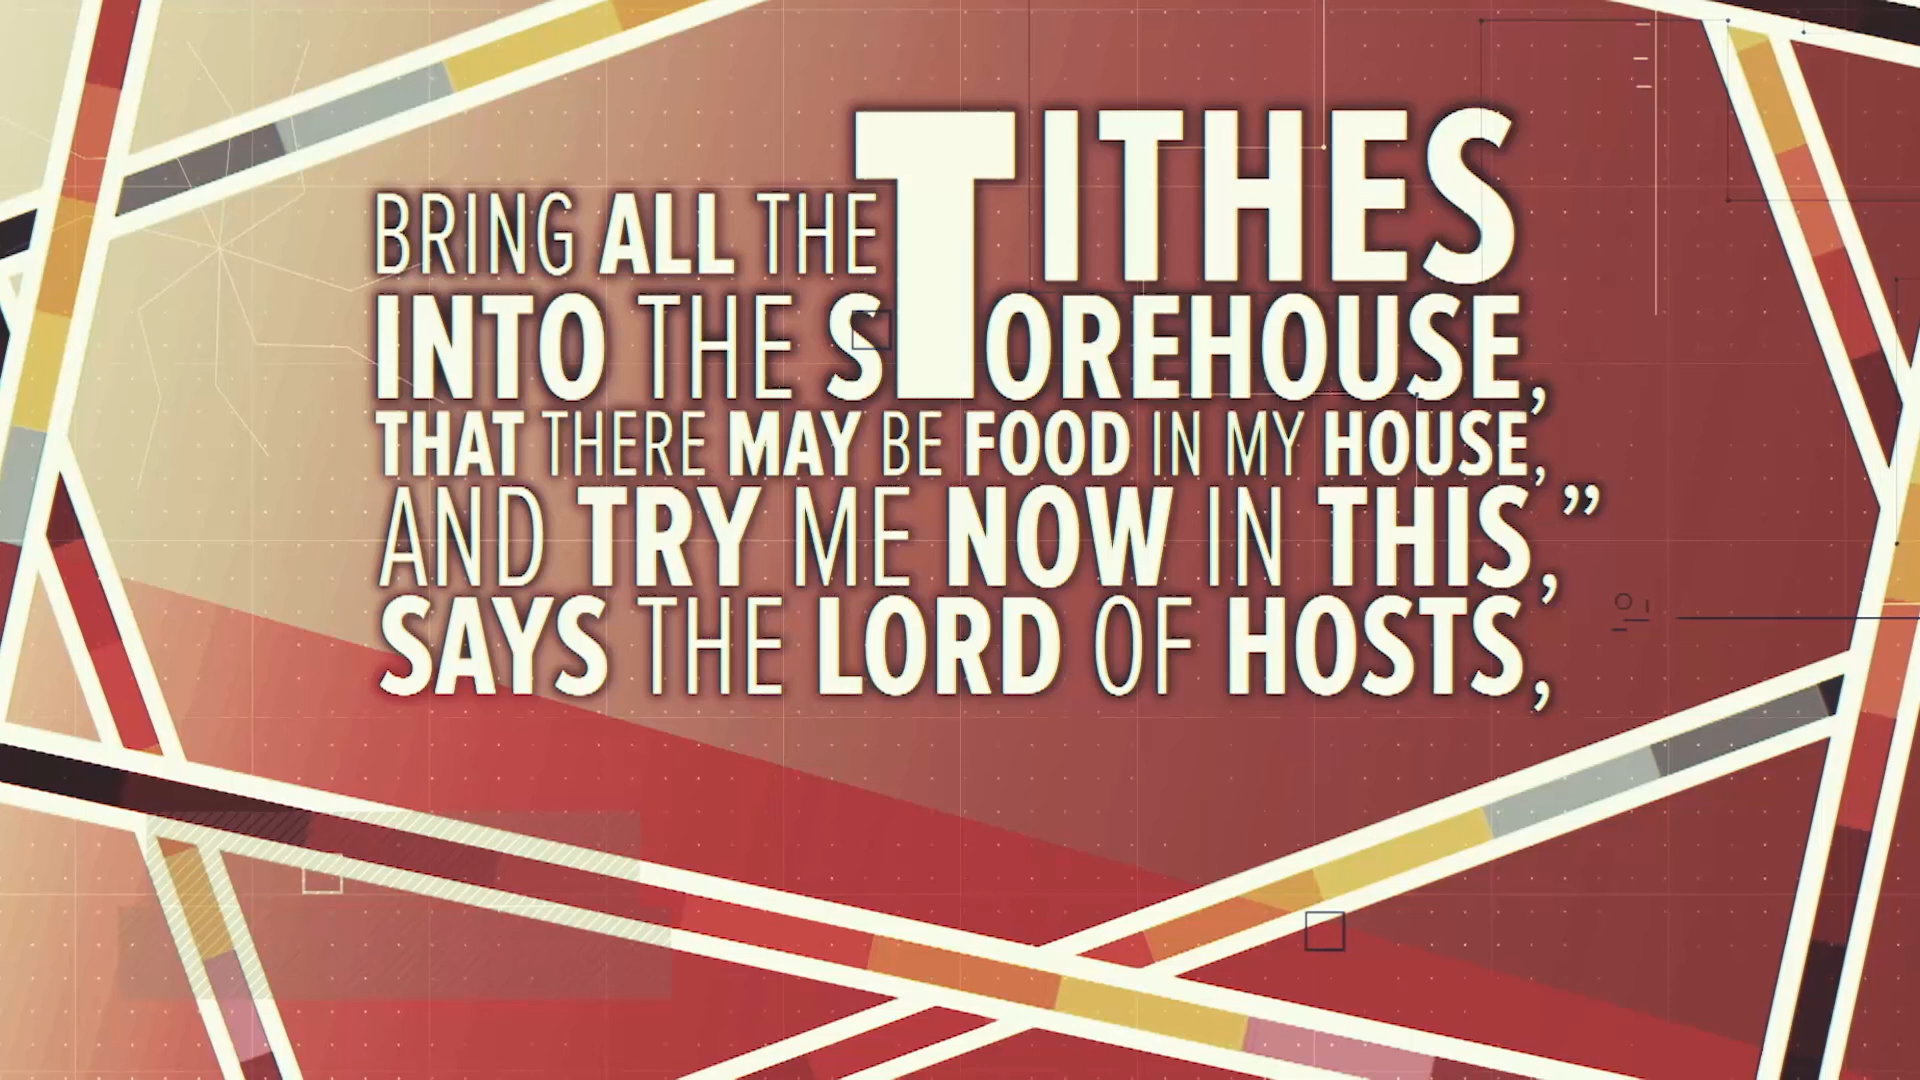 BRING ALL THE TITHES
INTO THE STOREHOUSE,
THAT THERE MAY BE FOOD IN MY HOUSE,
AND TRY ME NOW IN THIS,”
SAYS THE LORD OF HOSTS,